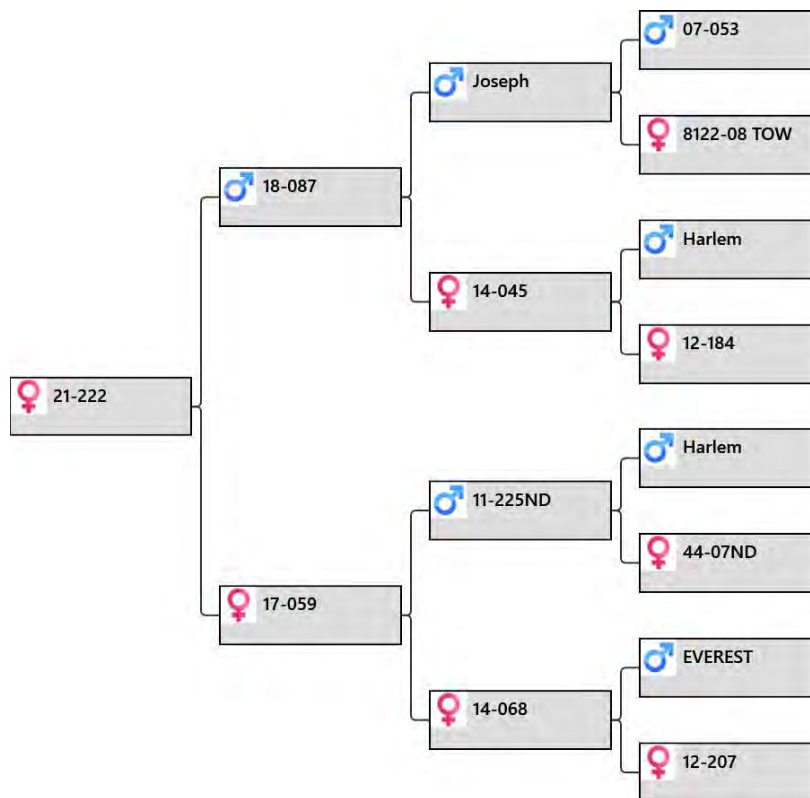 07-053
Joseph
8122-08 TOW
18-087
Harlem
14-045
12-184
21-222
Harlem
11-225ND
44-07ND
17-059
EVEREST
14-068
12-207